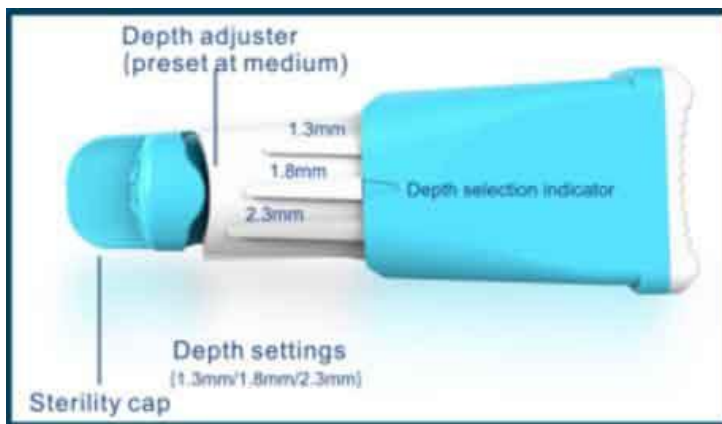 Depth adjuster
(preset at medium)
1.3mm
1.8mm
Depth selection indicator
2.3mm
Depth settings
(1.3mm/1.8mm/2.3mm)
Sterility cap